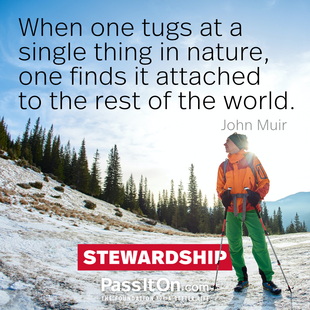 When one tugs at a
single thing in nature,
one finds it attached
to the rest of the world.
John Muir
STEWARDSHIP
PassItOn.com
THE FOUNDATION FOR A BETTER LIFE